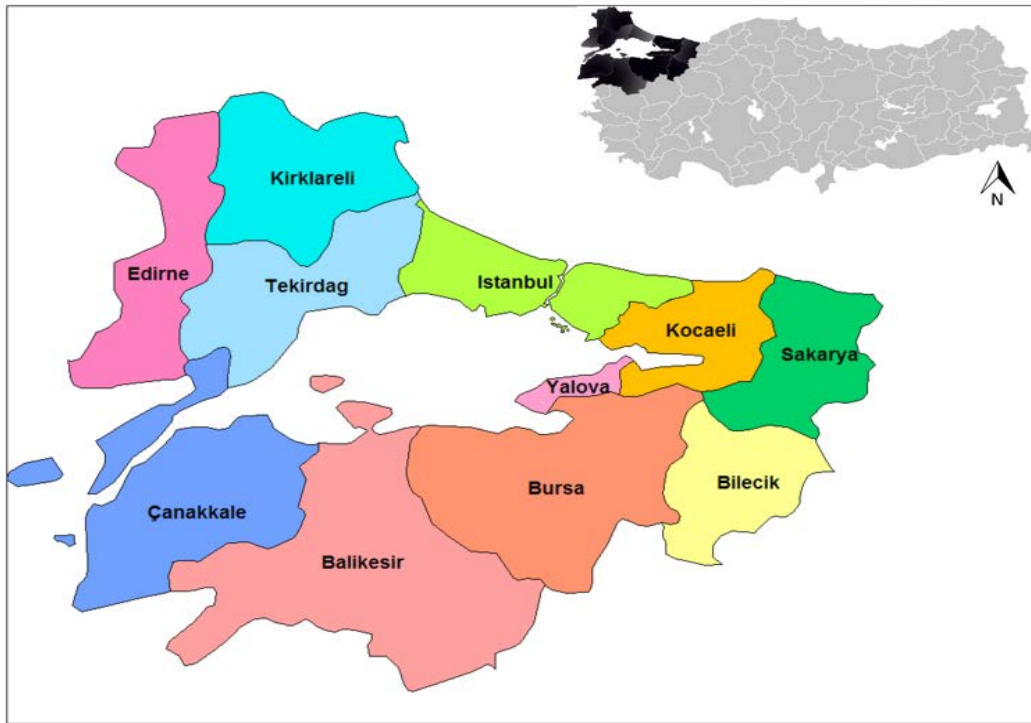 Kirklareli
N
Edirne
Tekirdag
Istanbul
Kocaeli
Sakarya
Yalova
Bursa
Bilecik
Çanakkale
Balikesir